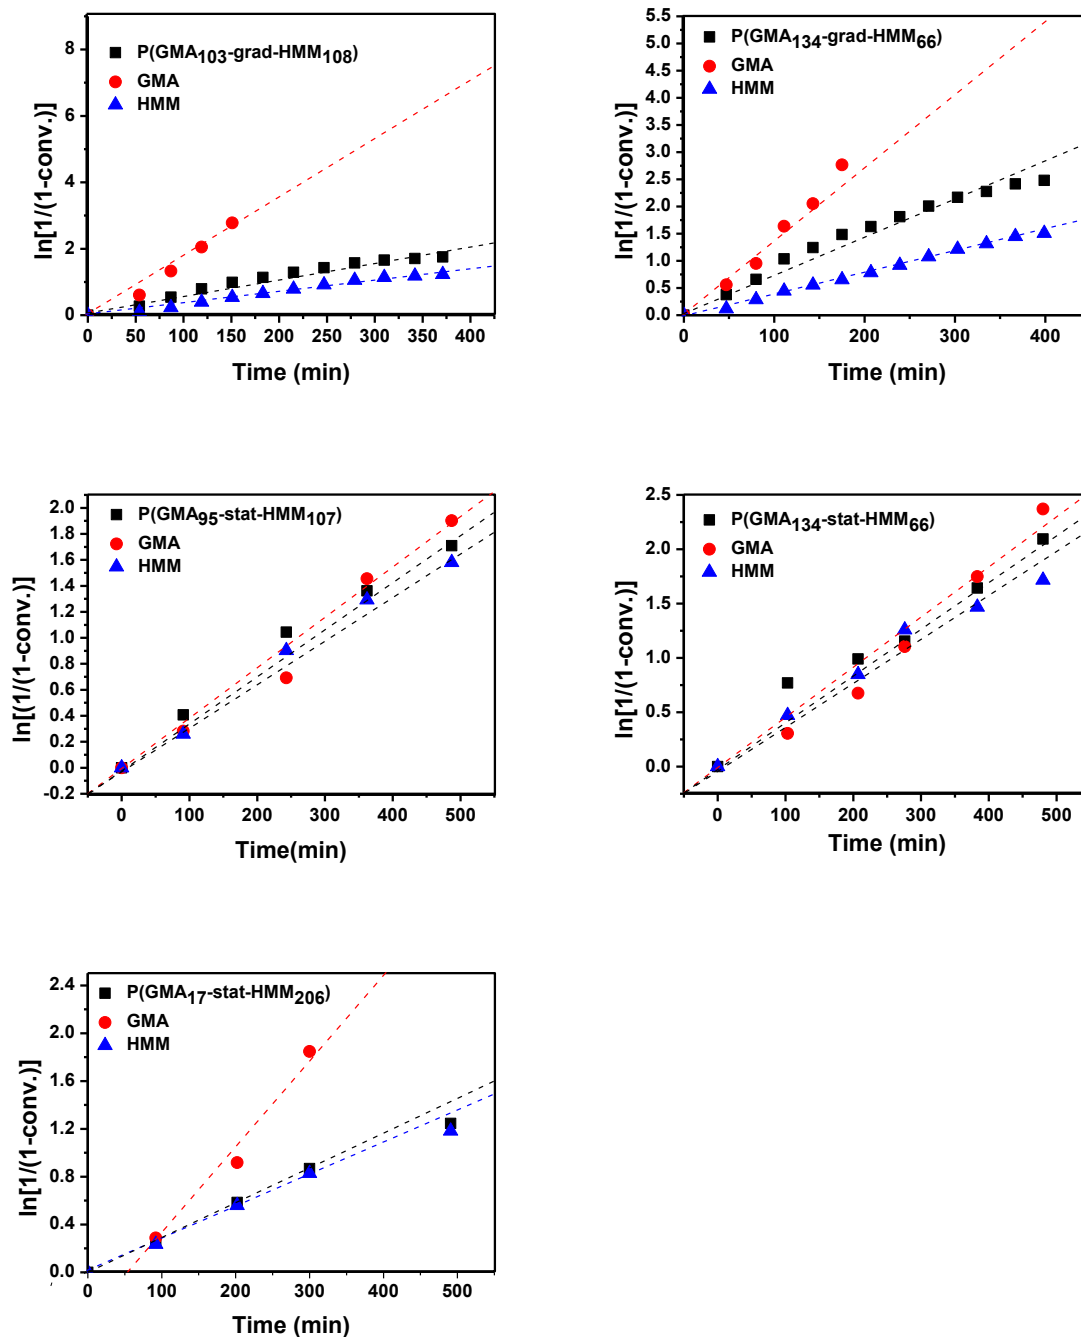 P(GMA103-grad-HMM108)
GMA
HMM
ln[1/(1-conv.)]
8
6
4
2
0
0 50 100 150 200 250 300 350 400
Time (min)
P(GMA134-grad-HMM66)
GMA
HMM
ln[1/(1-conv.)]
5.5
5.0
4.5
4.0
3.5
3.0
2.5
2.0
1.5
1.0
0.5
0.0
0 100 200 300 400
Time (min)
P(GMA95-stat-HMM107)
GMA
HMM
ln[(1/(1-conv.)]
2.0
1.8
1.6
1.4
1.2
1.0
0.8
0.6
0.4
0.2
0.0
-0.2
0 100 200 300 400 500
Time(min)
P(GMA134-stat-HMM66)
GMA
HMM
ln[1/(1-conv.)]
2.5
2.0
1.5
1.0
0.5
0.0
0 100 200 300 400 500
Time (min)
P(GMA17-stat-HMM206)
GMA
HMM
ln[1/(1-conv.)]
2.4
2.0
1.6
1.2
0.8
0.4
0.0
0 100 200 300 400 500
Time (min)